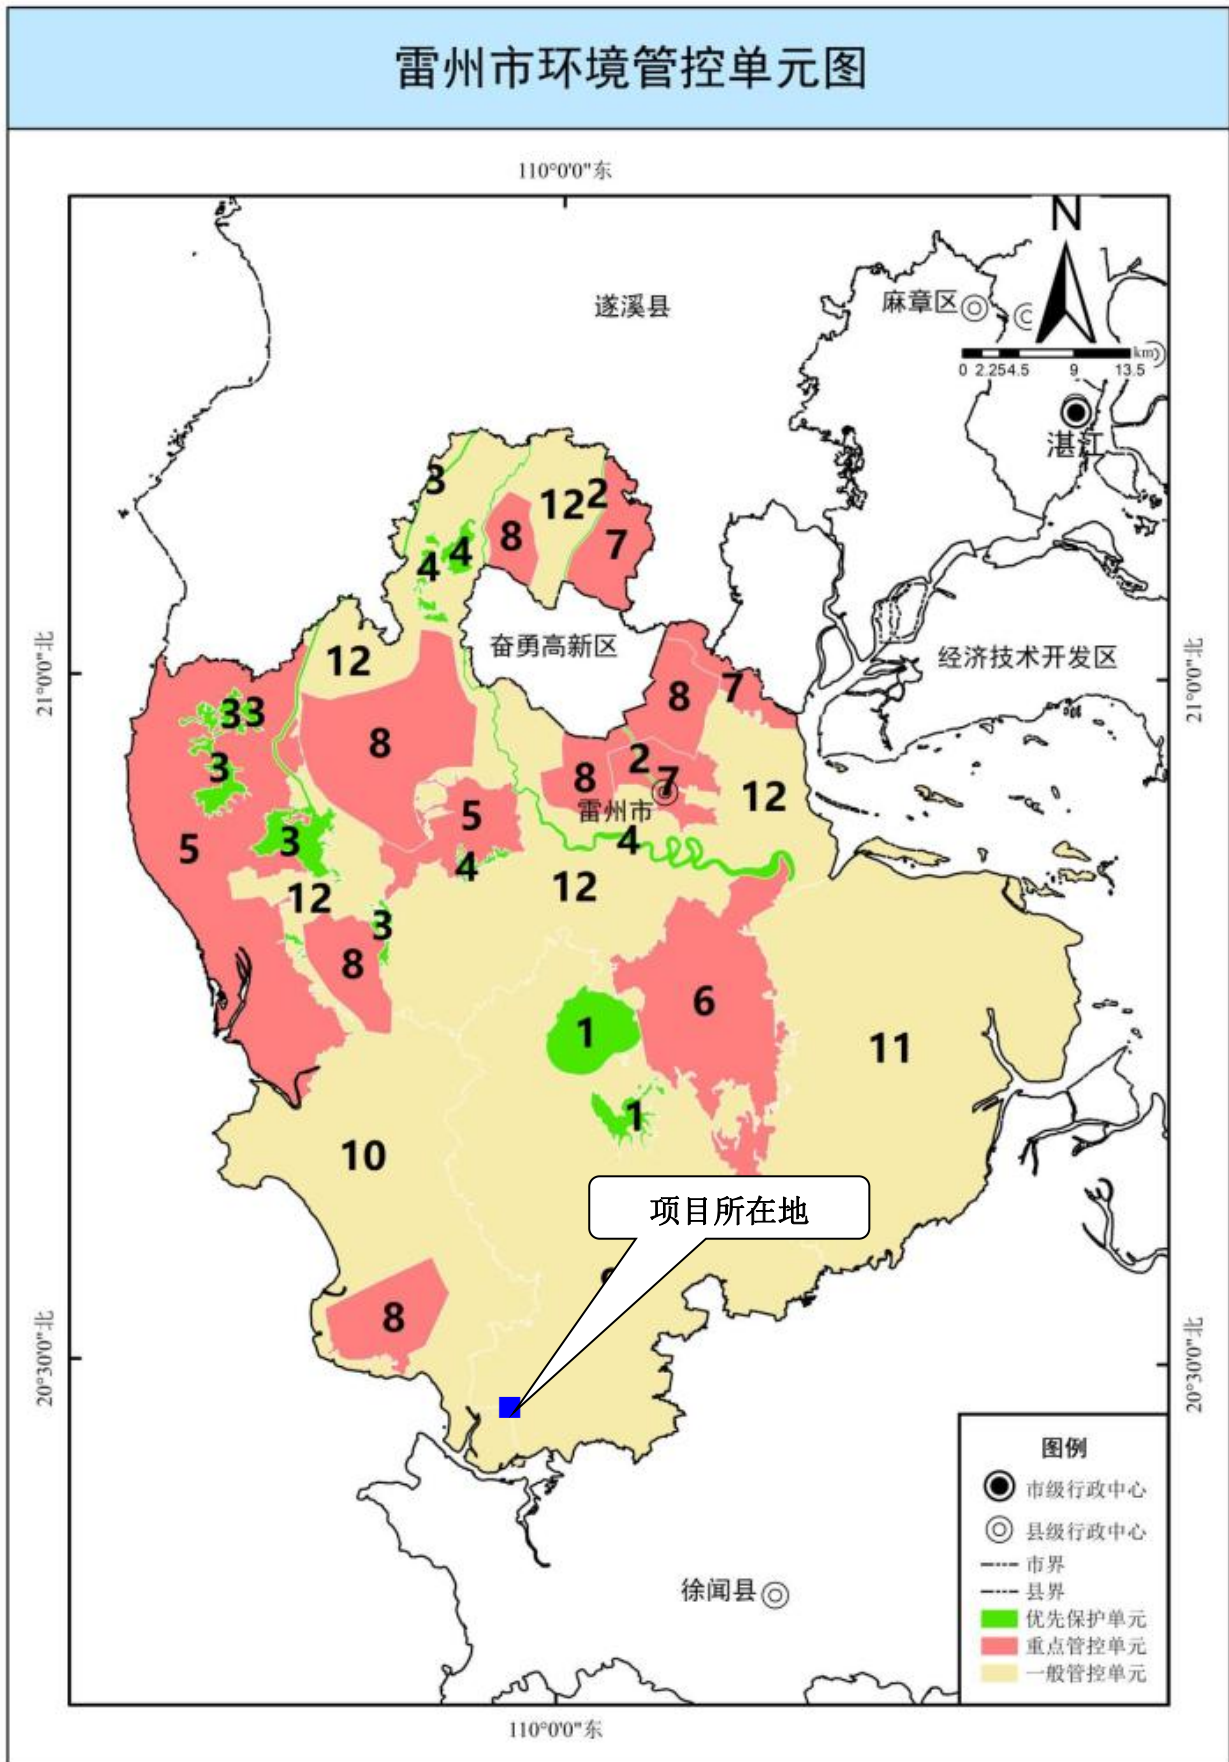 雷州市环境管控单元图
110°0'0"东
N
遂溪县
麻章区
km
0 2.25 4.5 9 13.5
湛江
3
12
2
8
7
4
4
奋勇高新区
经济技术开发区
21°0'0"北
21°0'0"北
12
8
7
3
3
8
2
3
8
7
12
雷州市
5
5
3
4
4
12
12
3
8
6
1
11
1
10
项目所在地
8
20°30'0"北
20°30'0"北
图例
市级行政中心
县级行政中心
市界
县界
优先保护单元
重点管控单元
一般管控单元
徐闻县
110°0'0"东